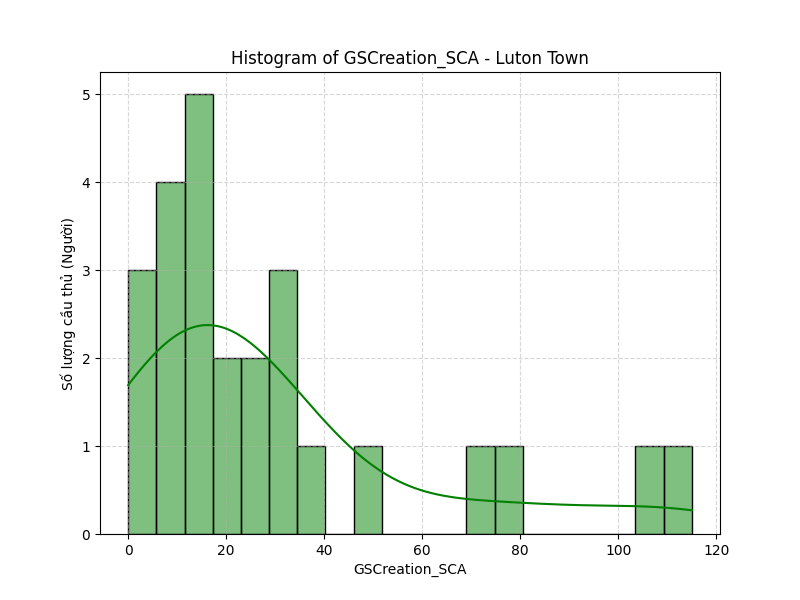 Histogram of GSCreation_SCA - Luton Town
5
4
3
2
1
0
Số lượng cầu thủ (Người)
0 20 40 60 80 100 120
GSCreation_SCA